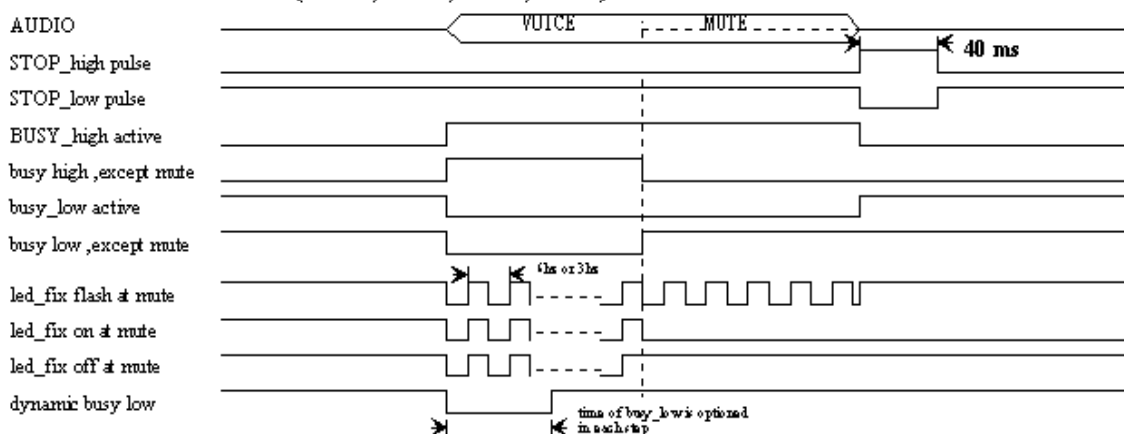 AUDIO VOICE MUTE
40 ms
STOP_high pulse
STOP_low pulse
BUSY_high active
busy high ,except mute
busy_low active
busy low ,except mute
or 3hs
led_fix flash at mute
led_fix on at mute
led_fix off at mute
dynamic busy low
time of busy_low is optioned
in each step